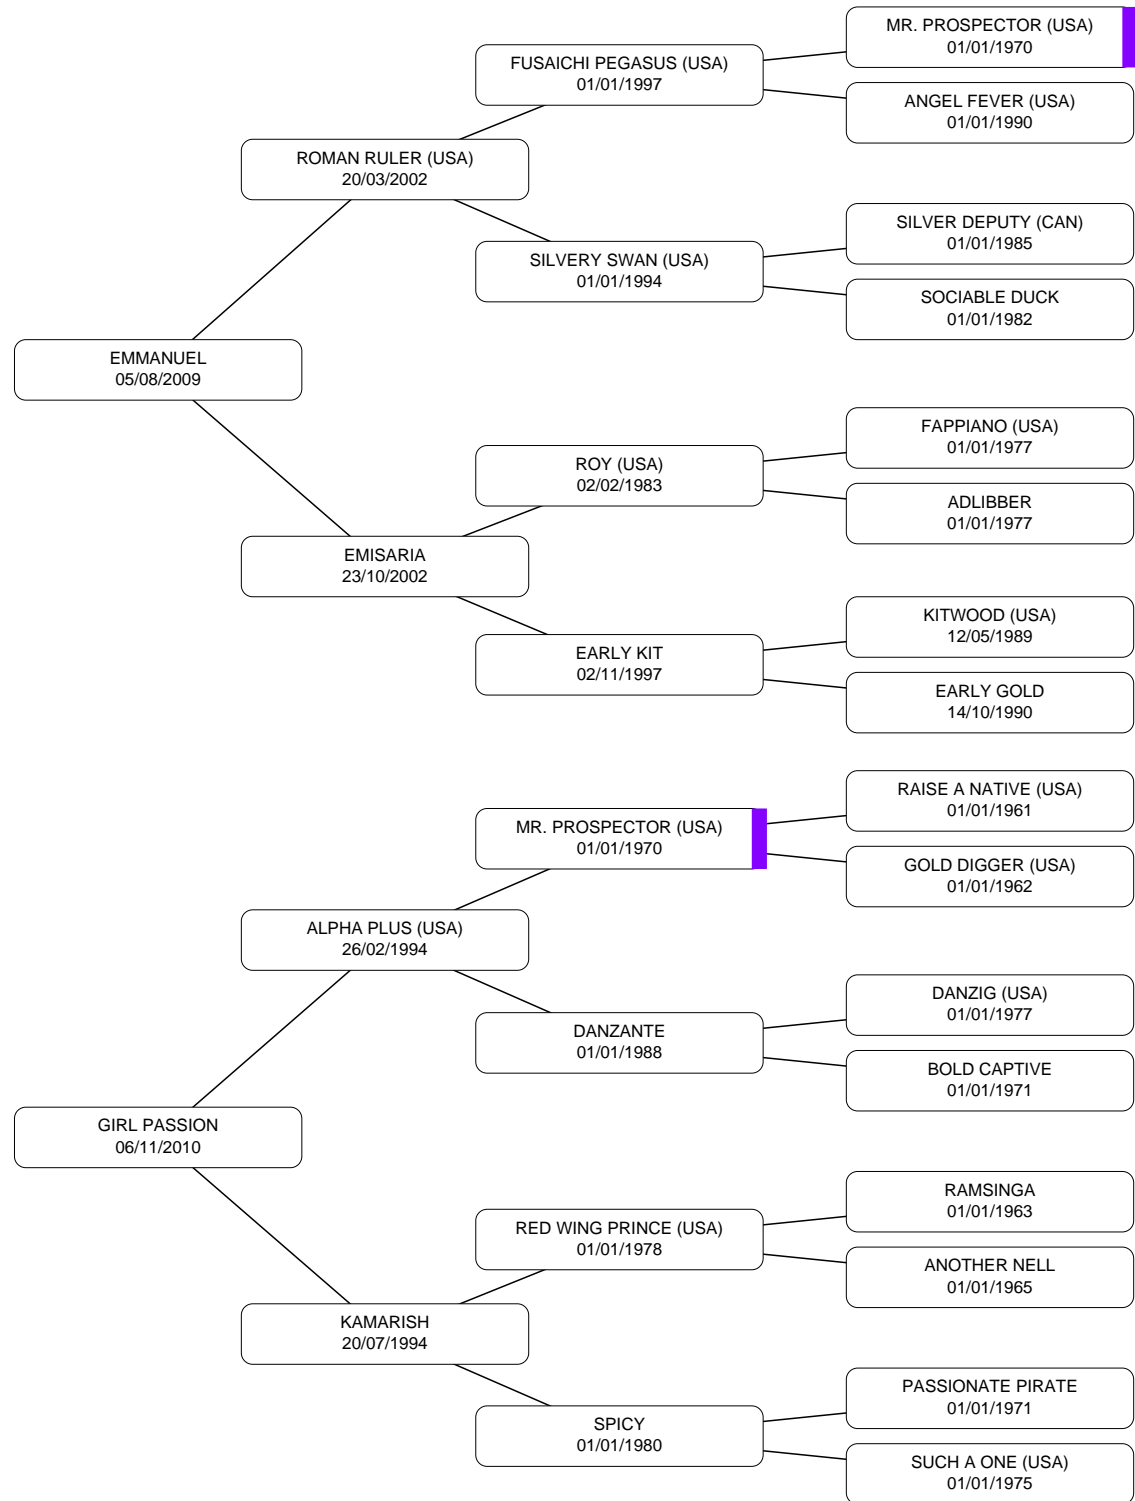 MR. PROSPECTOR (USA)
01/01/1970
FUSAICHI PEGASUS (USA)
01/01/1997
ANGEL FEVER (USA)
01/01/1990
ROMAN RULER (USA)
20/03/2002
SILVER DEPUTY (CAN)
01/01/1985
SILVERY SWAN (USA)
01/01/1994
SOCIABLE DUCK
01/01/1982
EMMANUEL
05/08/2009
FAPPIANO (USA)
01/01/1977
ROY (USA)
02/02/1983
ADLIBBER
01/01/1977
EMISARIA
23/10/2002
KITWOOD (USA)
12/05/1989
EARLY KIT
02/11/1997
EARLY GOLD
14/10/1990
RAISE A NATIVE (USA)
01/01/1961
MR. PROSPECTOR (USA)
01/01/1970
GOLD DIGGER (USA)
01/01/1962
ALPHA PLUS (USA)
26/02/1994
DANZIG (USA)
01/01/1977
DANZANTE
01/01/1988
BOLD CAPTIVE
01/01/1971
GIRL PASSION
06/11/2010
RAMSINGA
01/01/1963
RED WING PRINCE (USA)
01/01/1978
ANOTHER NELL
01/01/1965
KAMARISH
20/07/1994
PASSIONATE PIRATE
01/01/1971
SPICY
01/01/1980
SUCH A ONE (USA)
01/01/1975